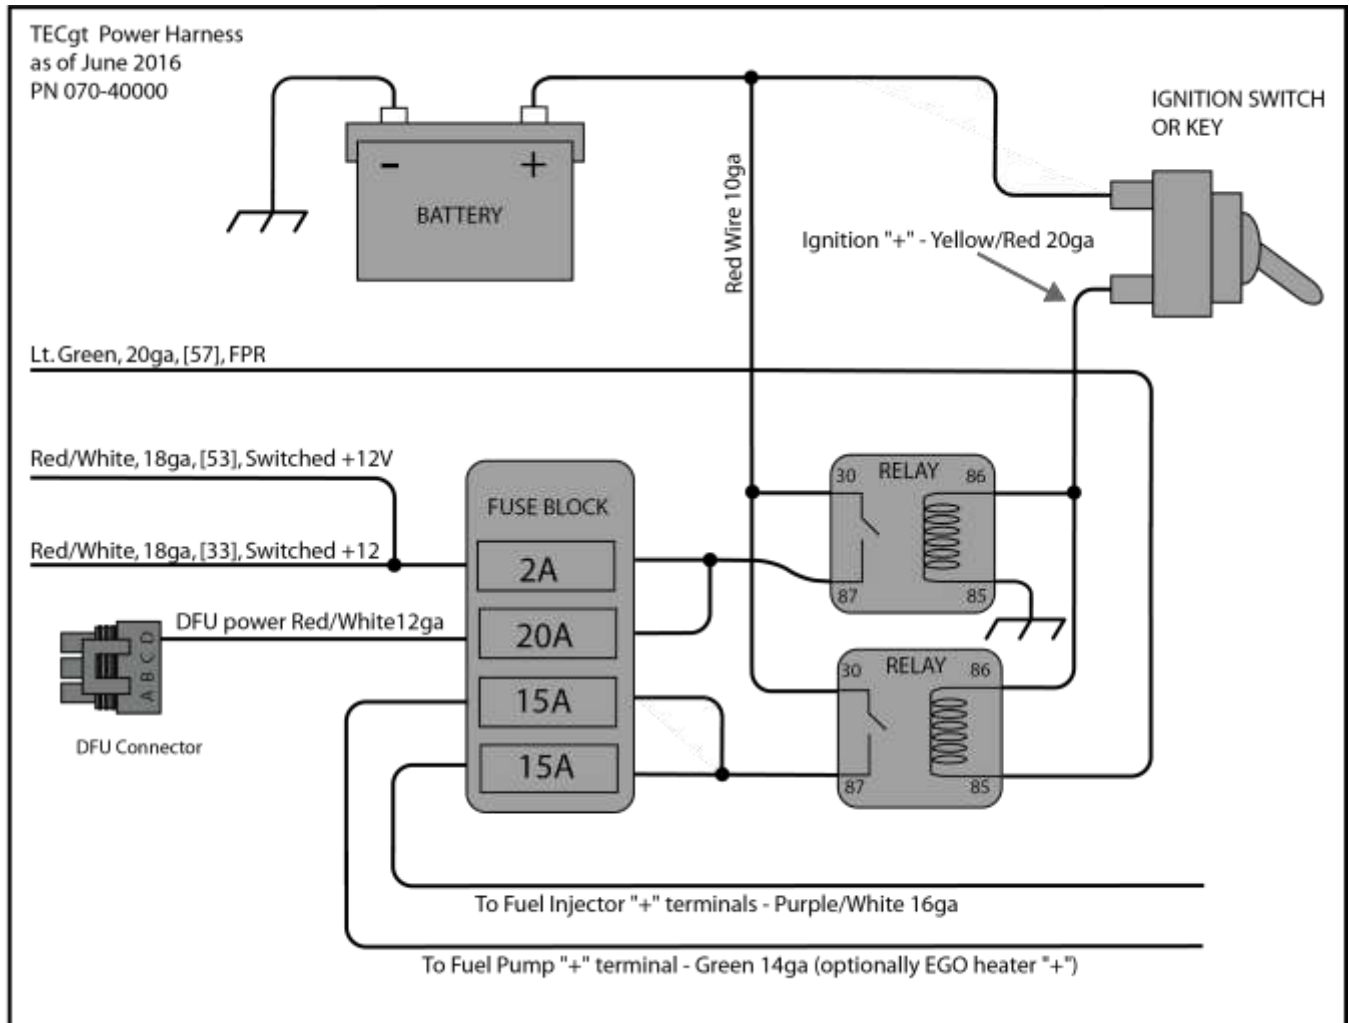 TECgt Power Harness
as of June 2016
PN 070-40000
IGNITION SWITCH
OR KEY
- +
BATTERY
Red Wire 10ga
Ignition "+" - Yellow/Red 20ga
Lt. Green, 20ga, [57], FPR
Red/White, 18ga, [53], Switched +12V
Red/White, 18ga, [33], Switched +12
FUSE BLOCK
2A
20A
15A
15A
30 RELAY 86
87 85
30 RELAY 86
87 85
DFU power Red/White12ga
A B C D
DFU Connector
To Fuel Injector "+" terminals - Purple/White 16ga
To Fuel Pump "+" terminal - Green 14ga (optionally EGO heater "+")